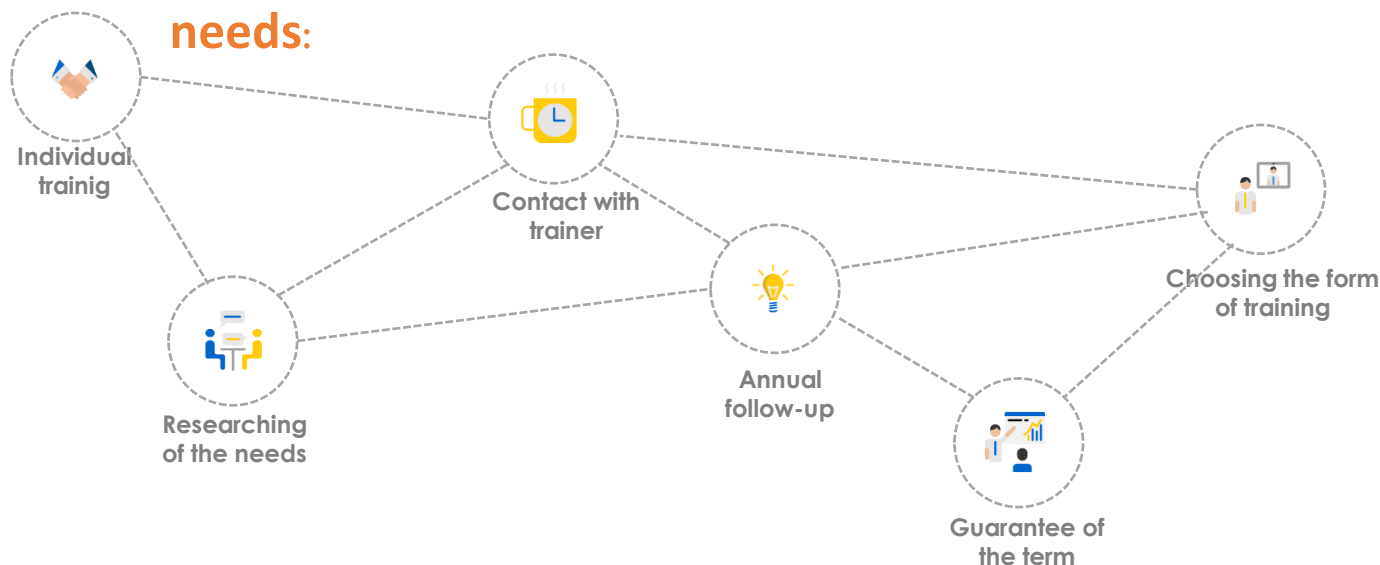 needs:
Individual
trainig
Contact with
trainer
Choosing the form
of training
Annual
follow-up
Researching
of the needs
Guarantee of
the term